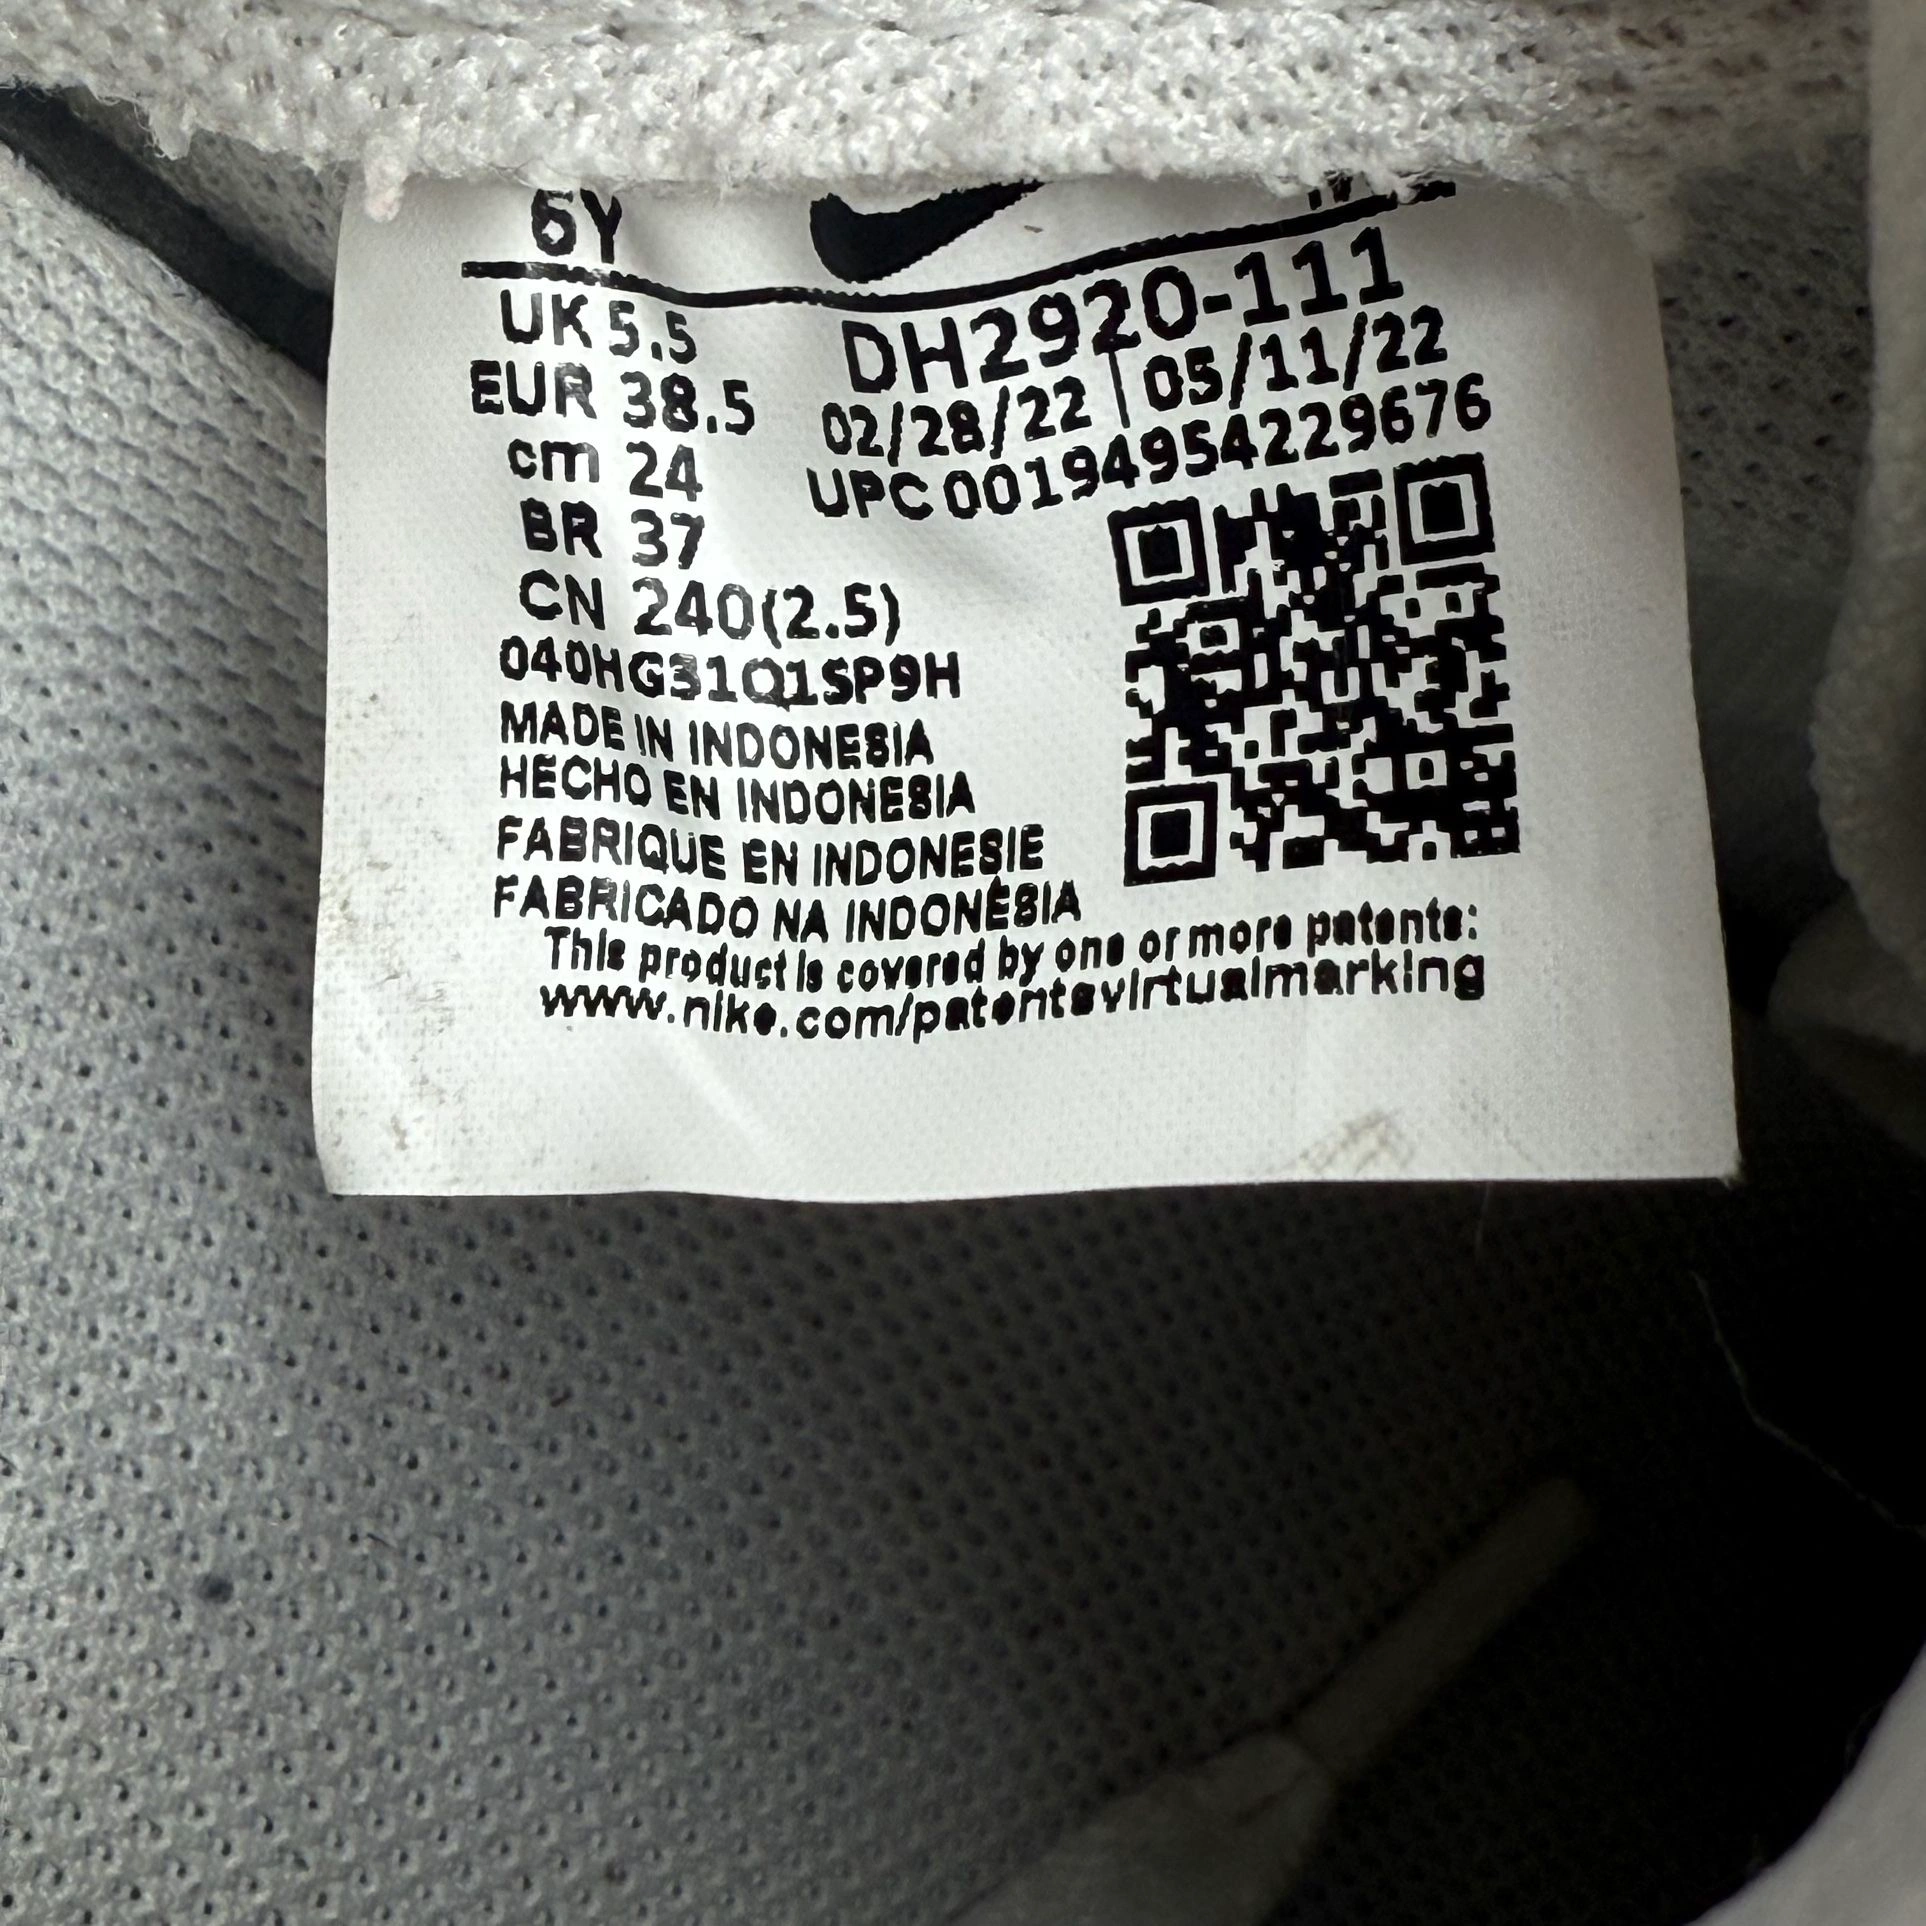 6Y
UK 5.5
EUR 38.5
cm 24
BR 37
CN 240(2.5)
040HG31Q1SP9H
MADE IN INDONESIA
HECHO EN INDONESIA
FABRIQUE EN INDONESIE
FABRICADO NA INDONÉSIA
DH2920-111
02/28/22 | 05/11/22
UPC 00194954229676
This product is covered by one or more patents:
www.nike.com/patentsvirtualmarking